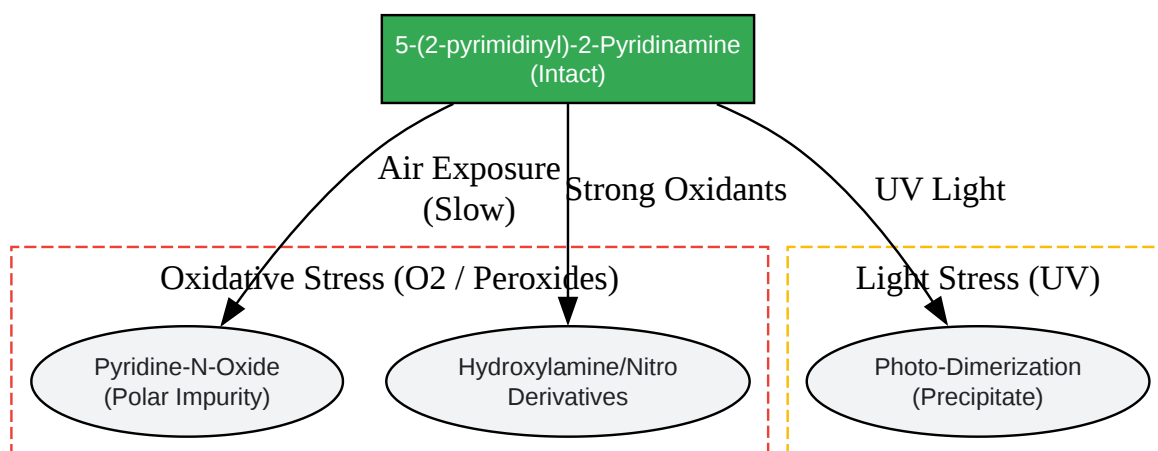 5-(2-pyrimidinyl)-2-Pyridinamine
(Intact)
Air Exposure
(Slow)
Strong Oxidants
UV Light
Oxidative Stress (O2 / Peroxides)
Light Stress (UV)
Pyridine-N-Oxide
(Polar Impurity)
Hydroxylamine/Nitro
Derivatives
Photo-Dimerization
(Precipitate)